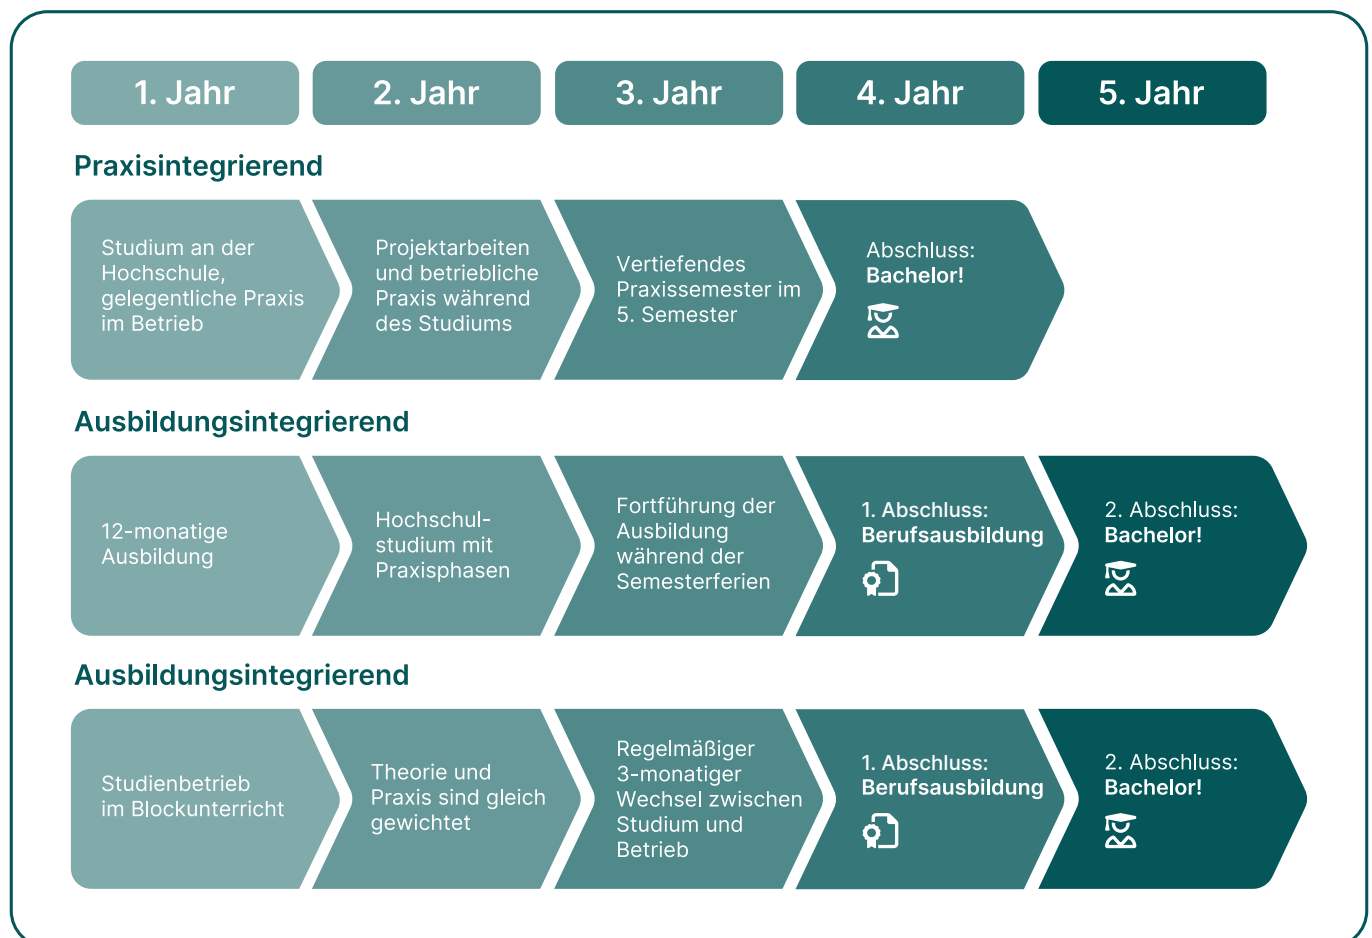 1. Jahr
2. Jahr
3. Jahr
4. Jahr
5. Jahr
Praxisintegrierend
Studium an der
Hochschule,
gelegentliche Praxis
im Betrieb
Projektarbeiten
und betriebliche
Praxis während
des Studiums
Vertiefendes
Praxissemester im
5. Semester
Abschluss:
Bachelor!
Ausbildungsintegrierend
12-monatige
Ausbildung
Hochschul-
studium mit
Praxisphasen
Fortführung der
Ausbildung
während der
Semesterferien
1. Abschluss:
Berufsausbildung
2. Abschluss:
Bachelor!
Ausbildungsintegrierend
Studienbetrieb
im Blockunterricht
Theorie und
Praxis sind gleich
gewichtet
Regelmäßiger
3-monatiger
Wechsel zwischen
Studium und
Betrieb
1. Abschluss:
Berufsausbildung
2. Abschluss:
Bachelor!